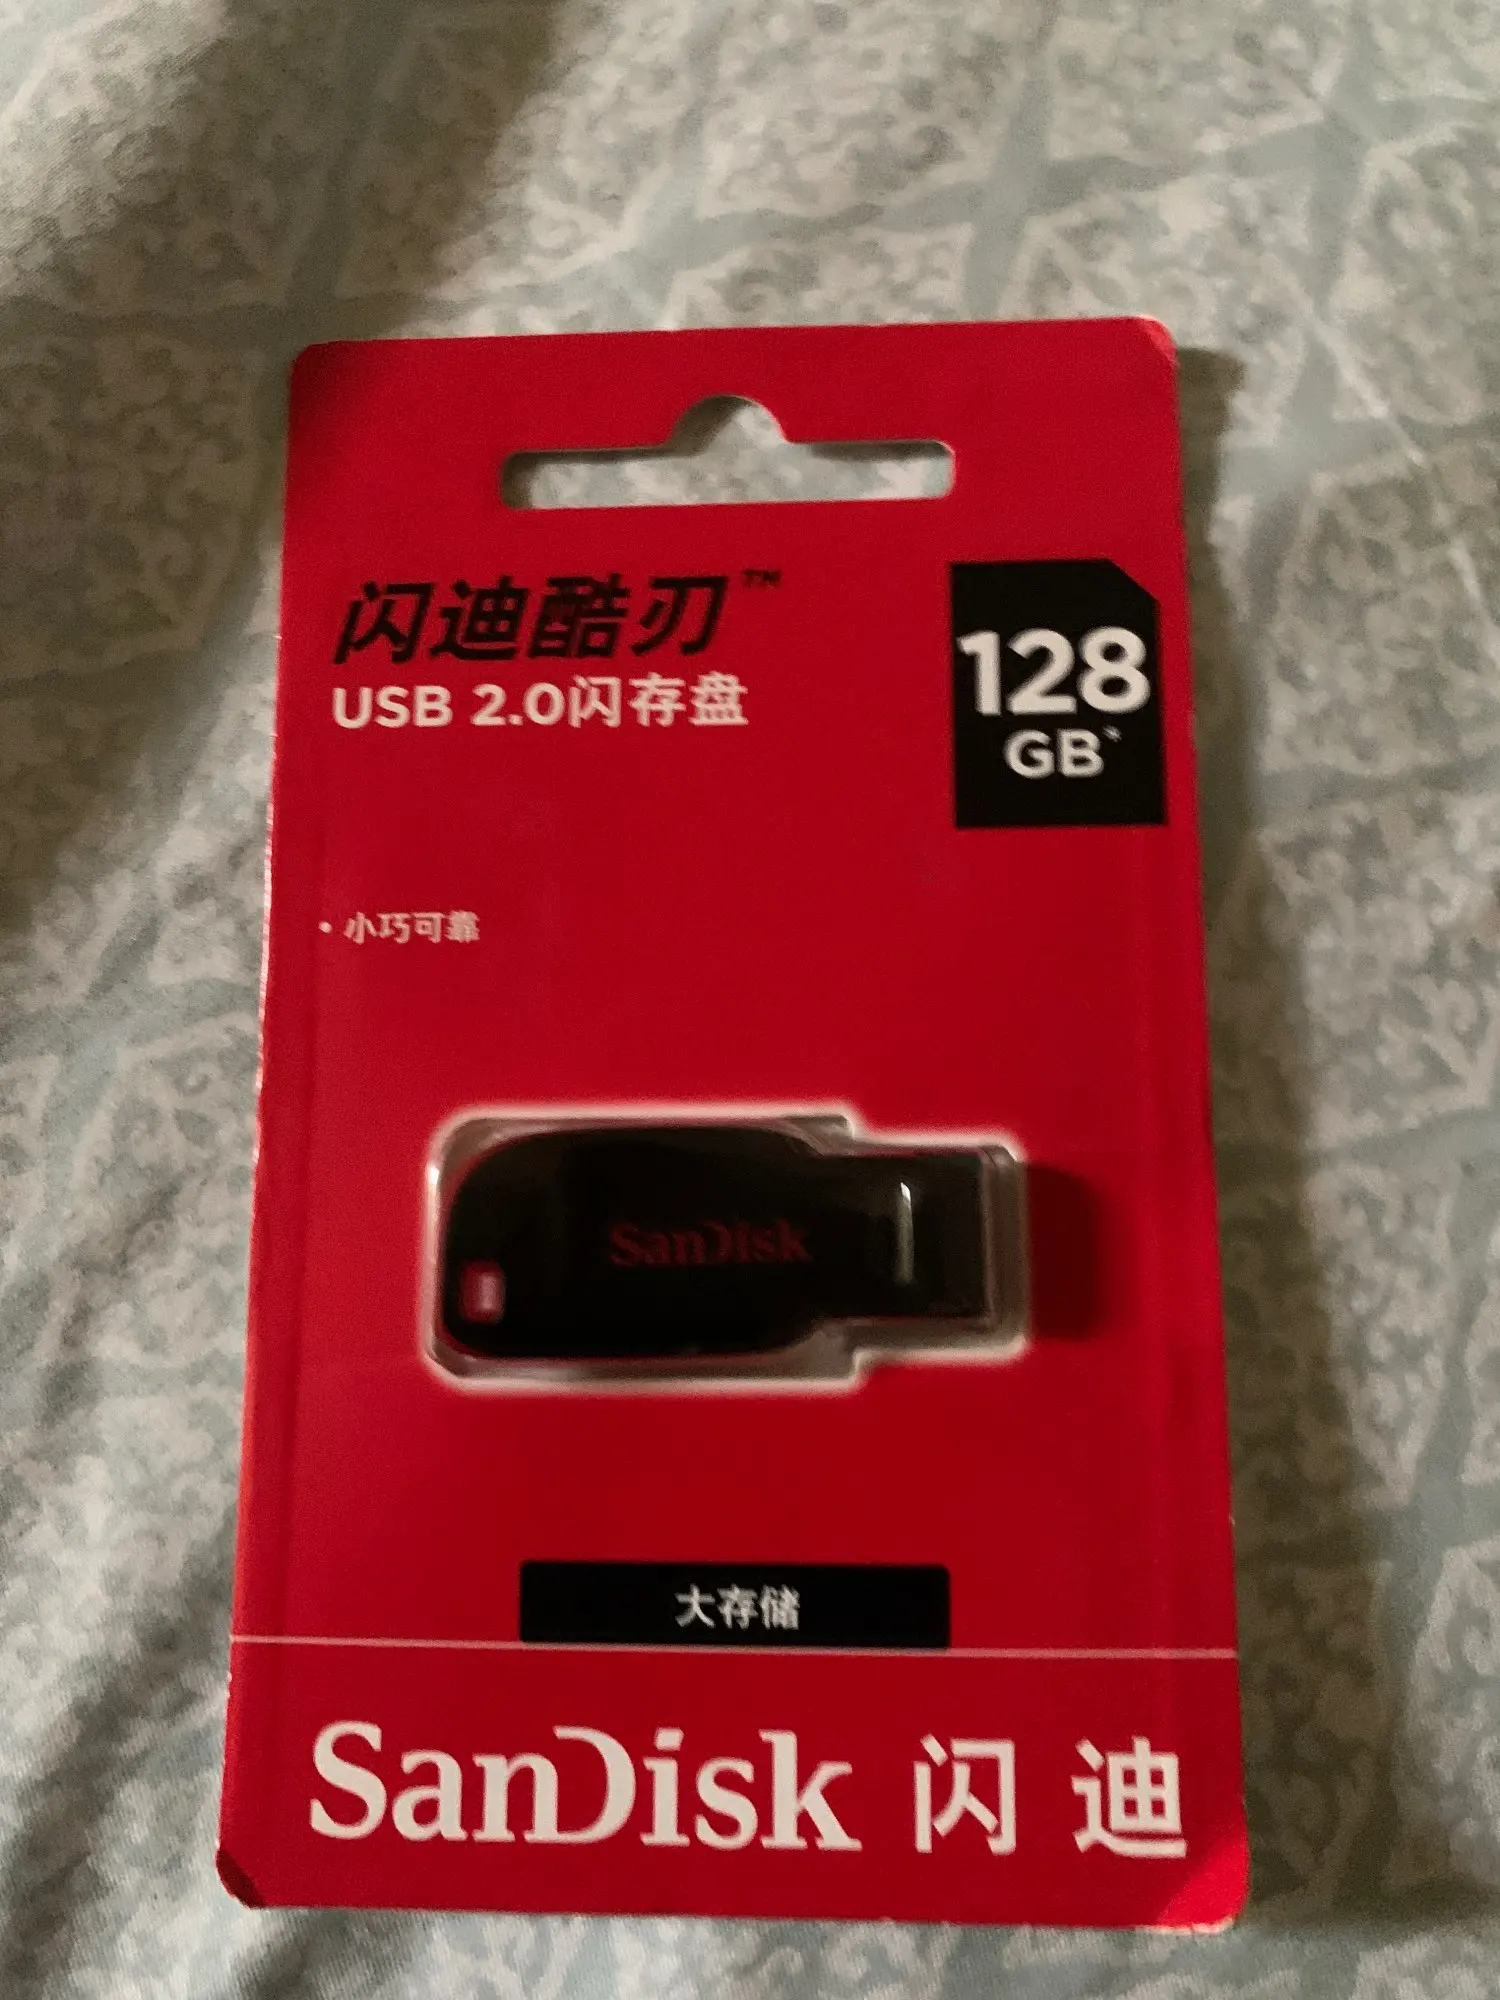 闪迪酷刃™
USB 2.0闪存盘
128
GB*
• 小巧可靠
SanDisk
大存储
SanDisk 闪迪